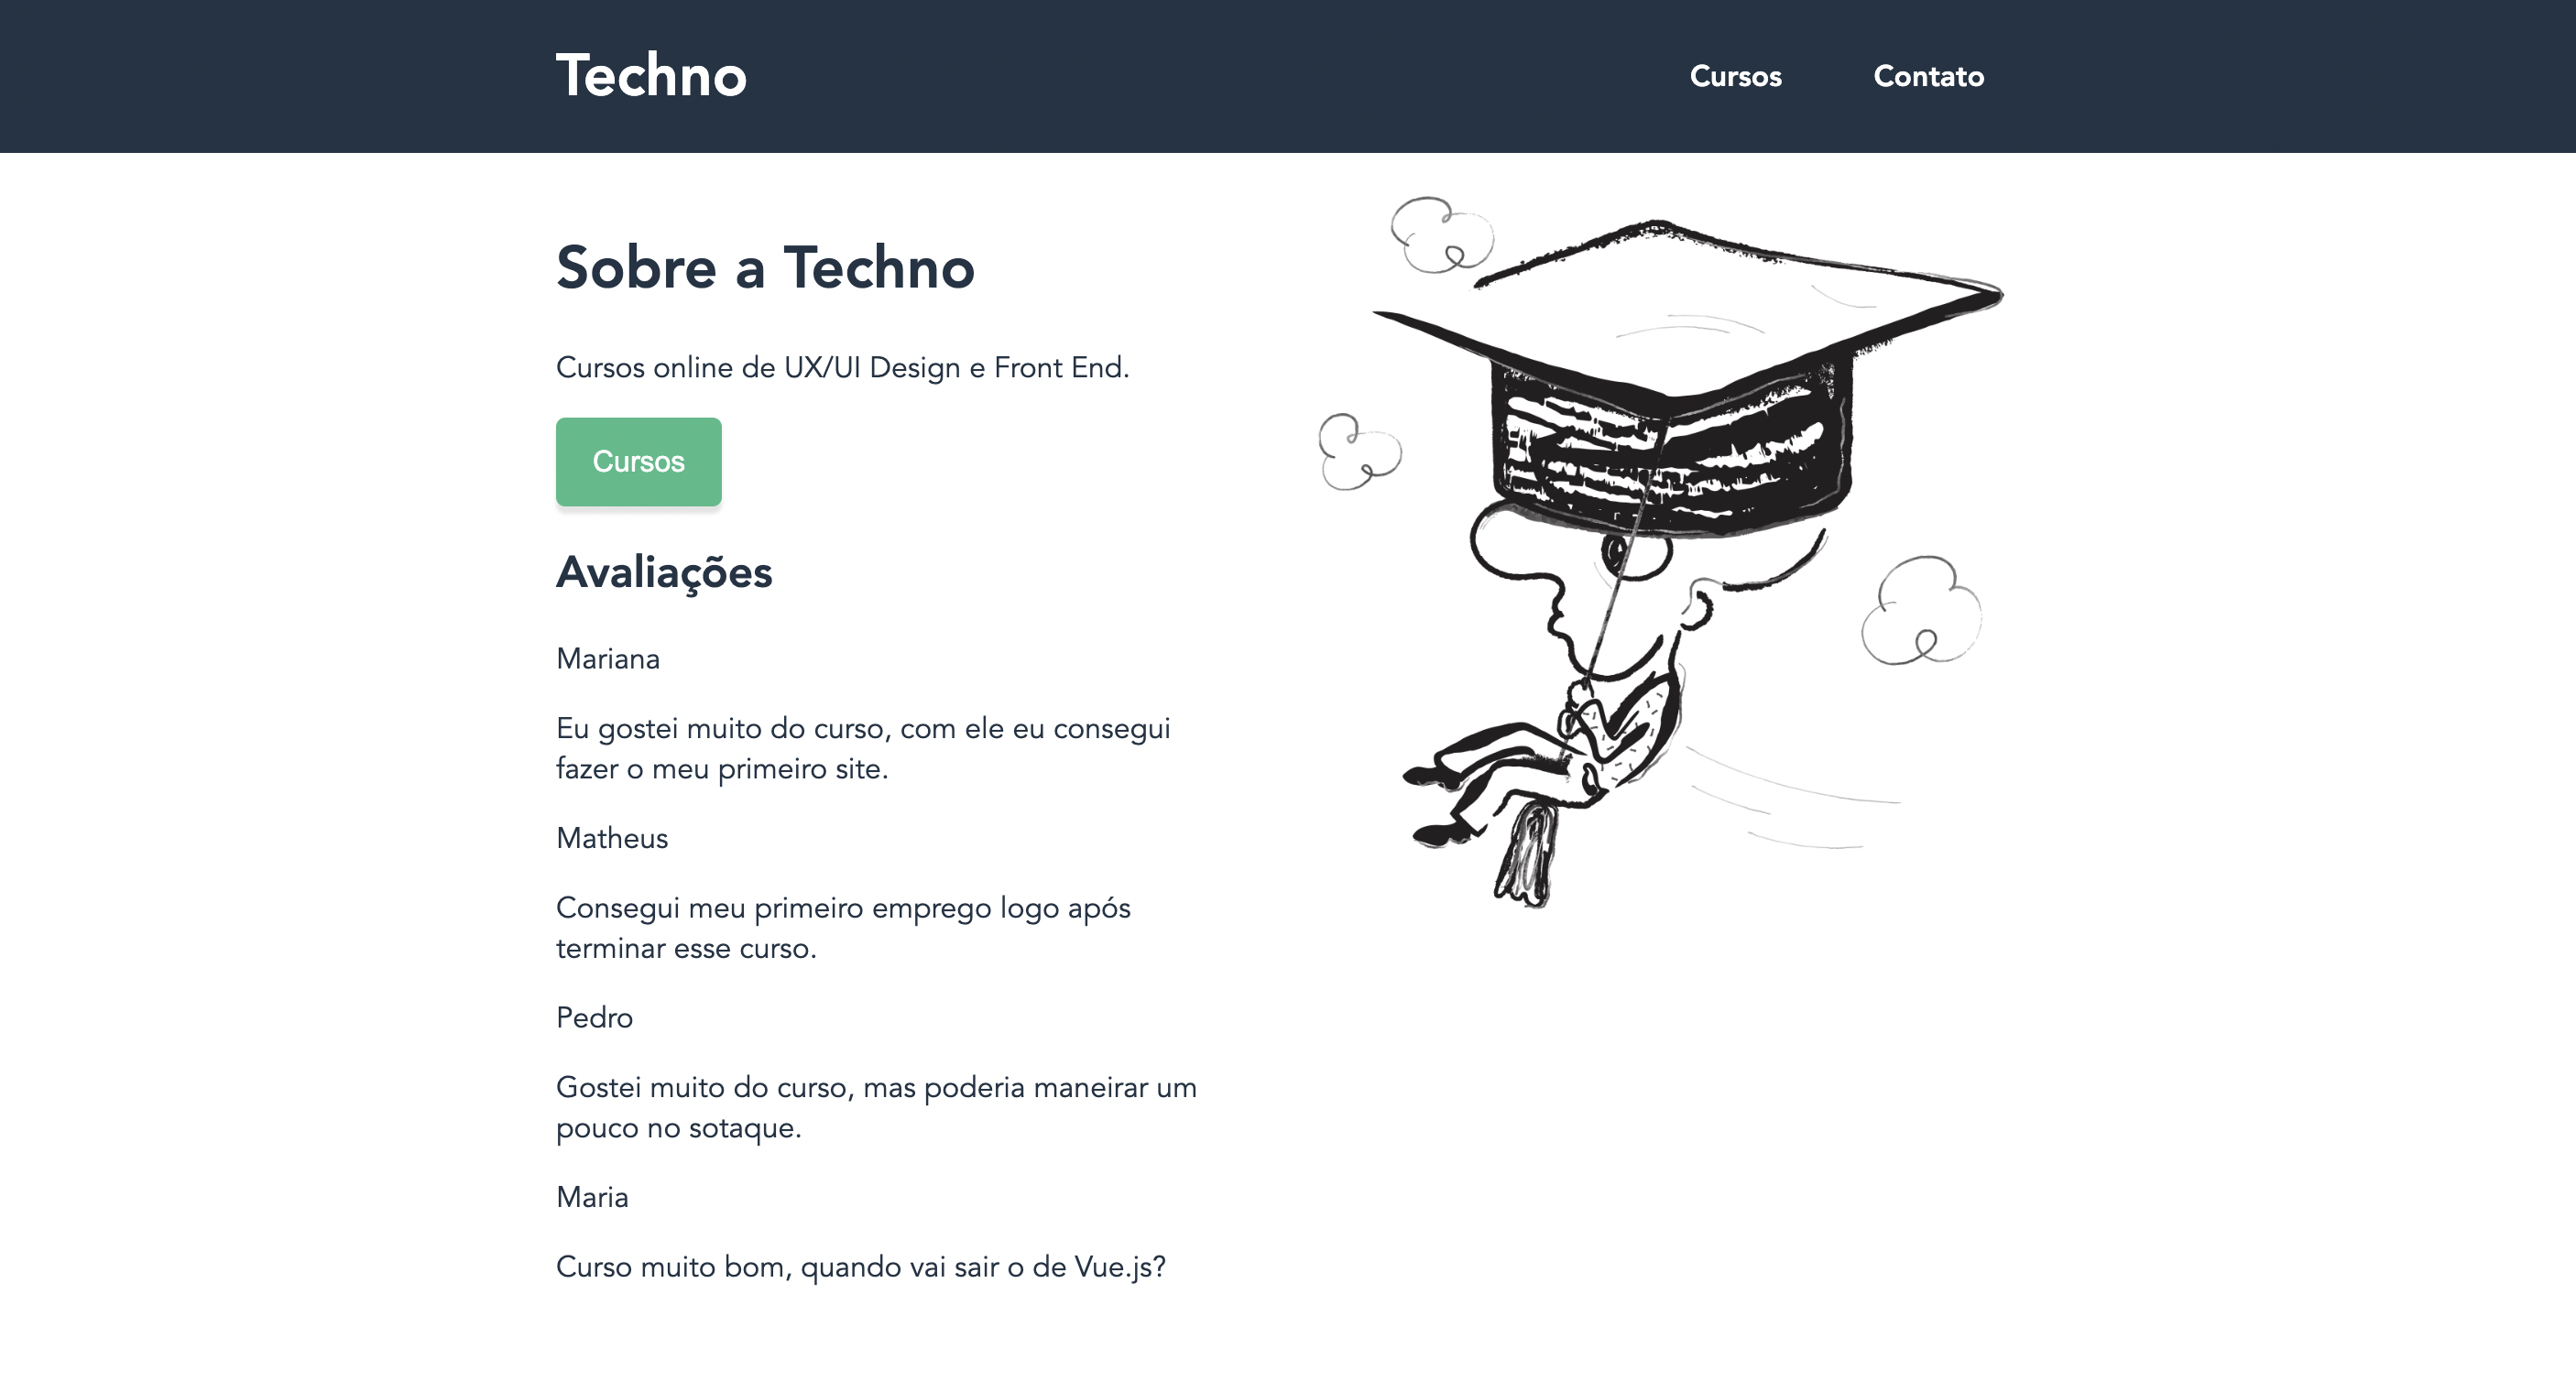 Techno
Cursos
Contato
Sobre a Techno
Cursos online de UX/UI Design e Front End.
Cursos
Avaliações
Mariana
Eu gostei muito do curso, com ele eu consegui
fazer o meu primeiro site.
Matheus
Consegui meu primeiro emprego logo após
terminar esse curso.
Pedro
Gostei muito do curso, mas poderia maneirar um
pouco no sotaque.
Maria
Curso muito bom, quando vai sair o de Vue.js?